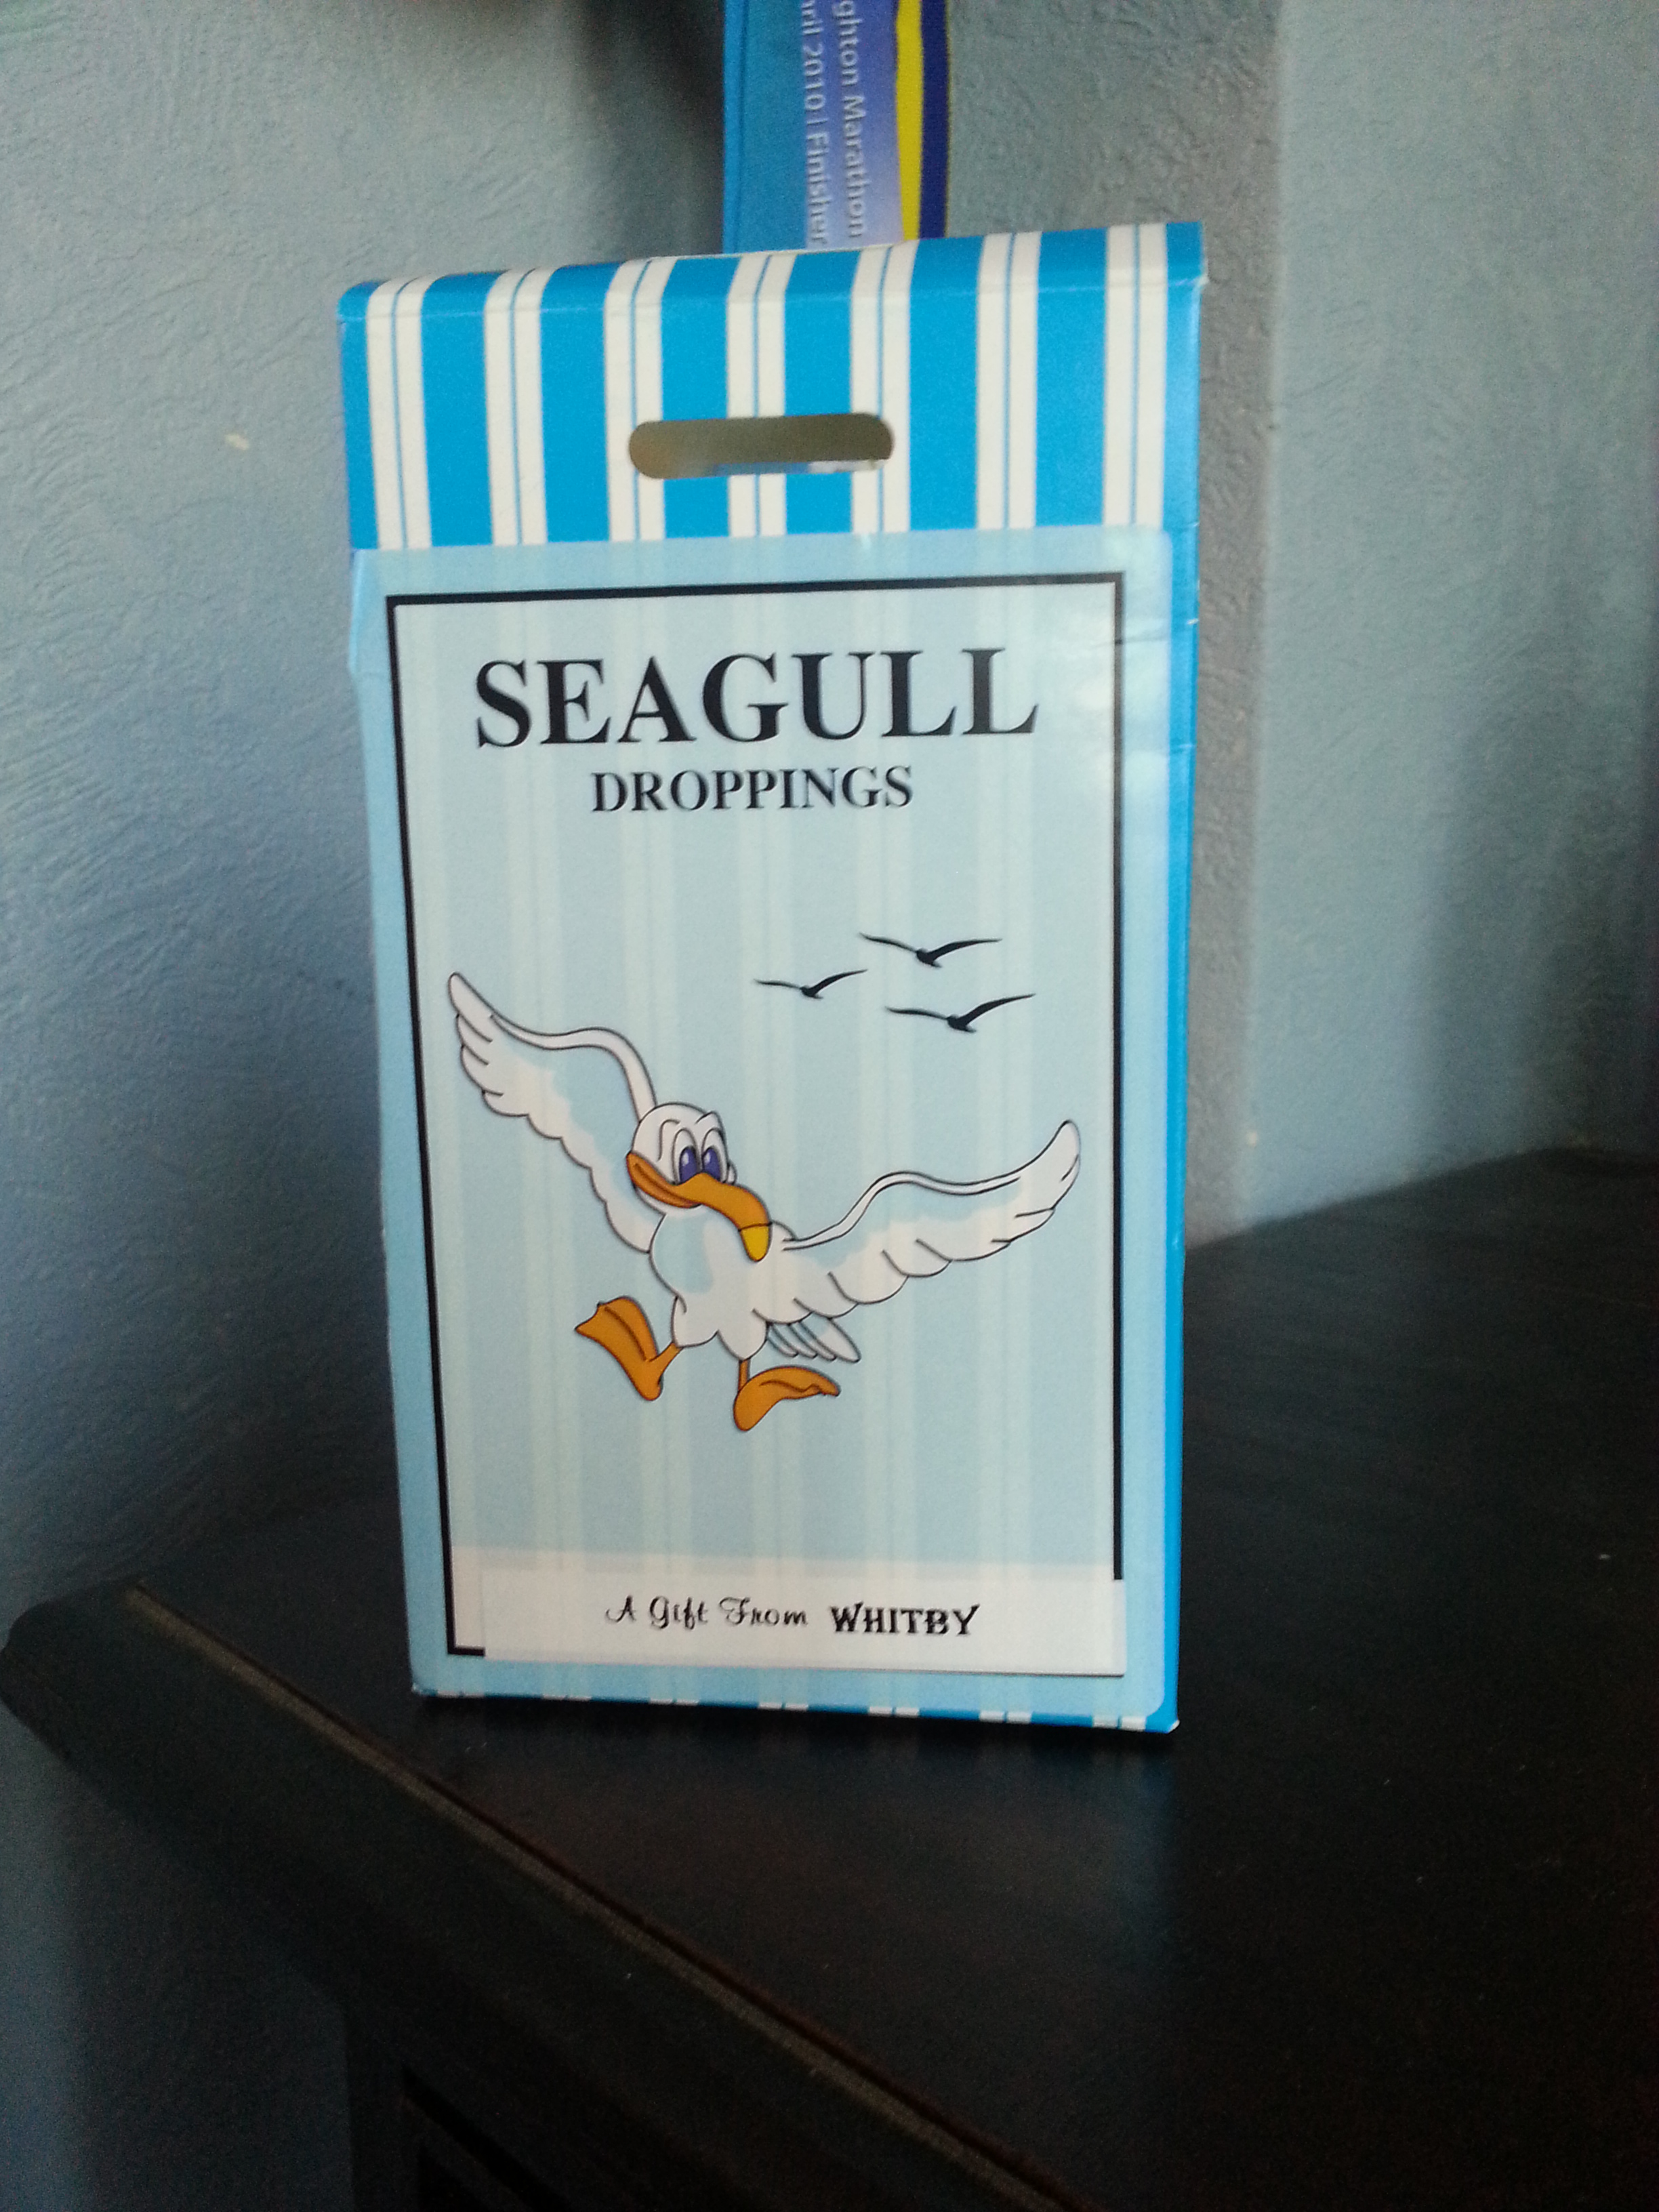 ghton Marathon
ril 2010 | Finisher
SEAGULL
DROPPINGS
A Gift From WHITBY